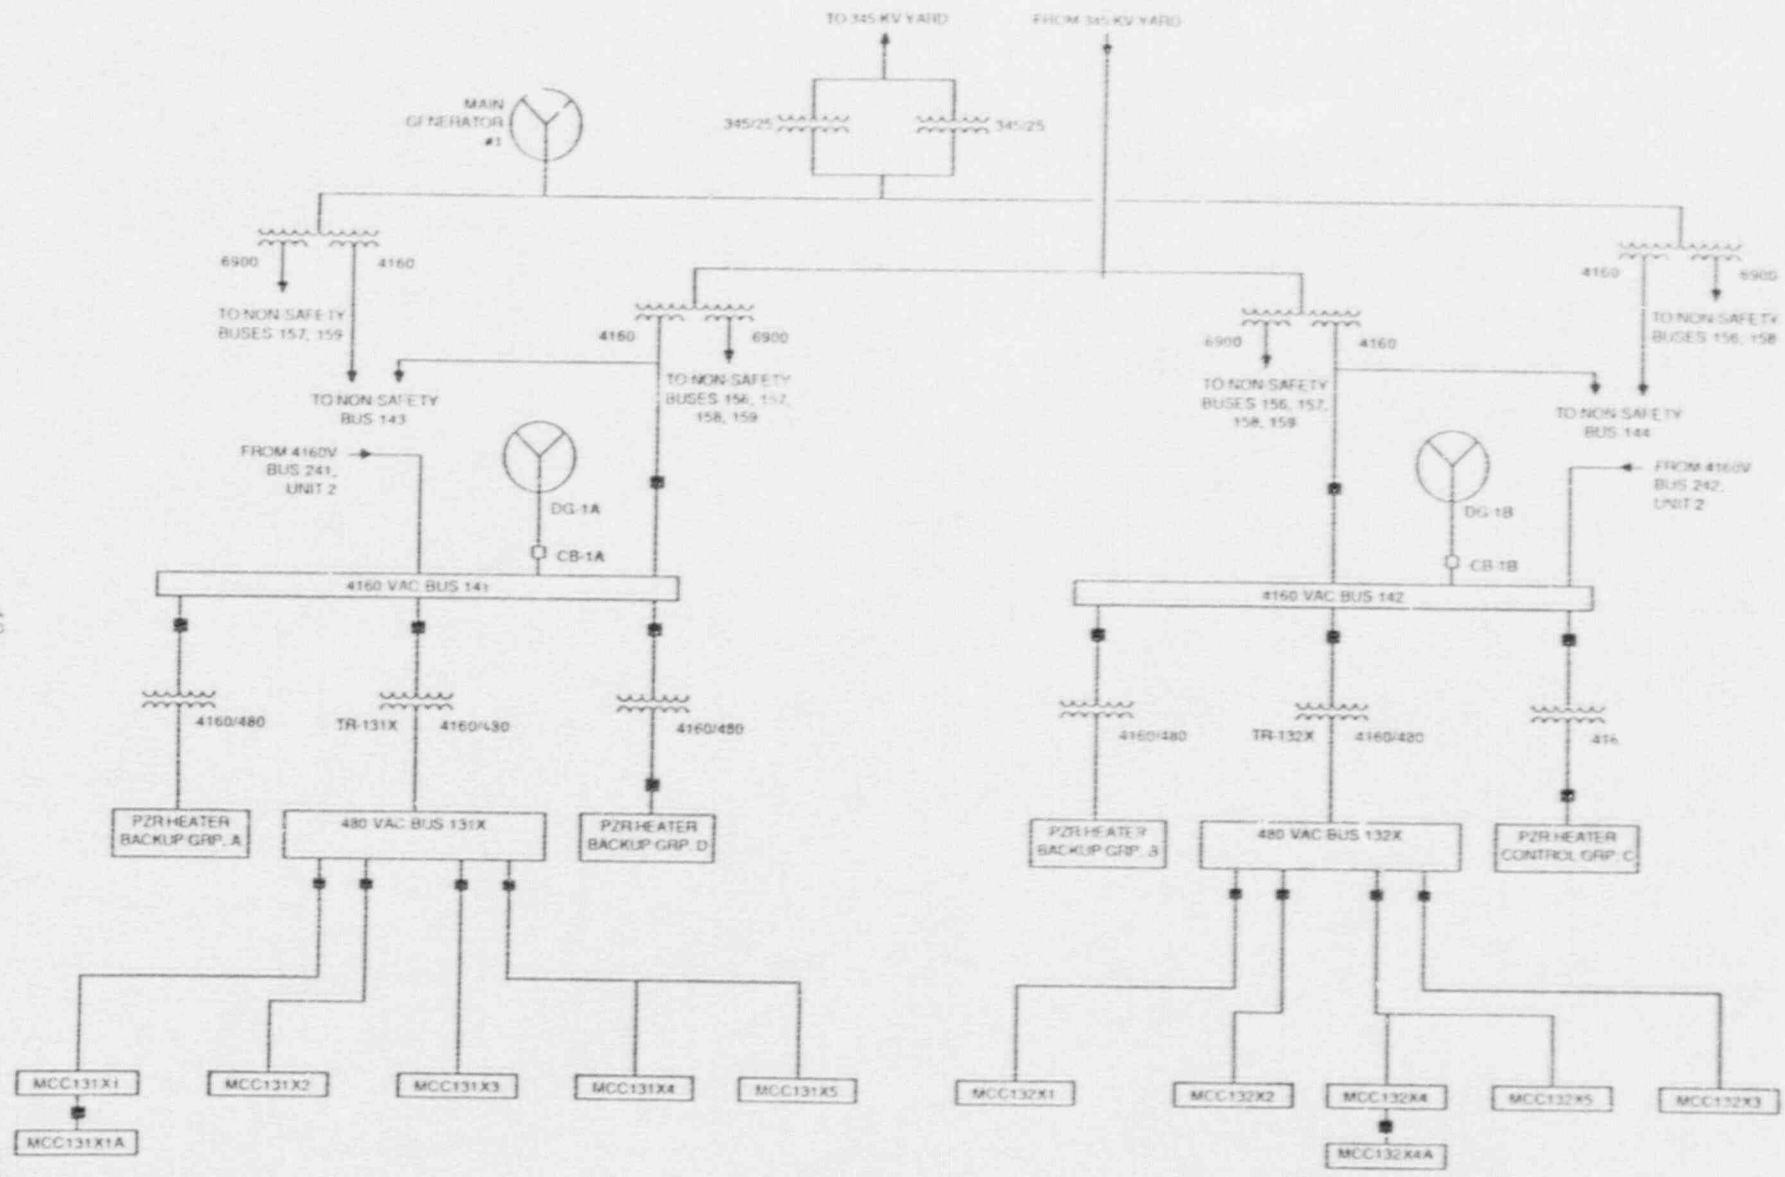 TO 345 KV YARD
FROM 345 KV YARD
MAIN
GENERATOR
#1
345/25
345/25
6900
4160
TO NON-SAFETY
BUSES 157, 159
4160
6900
TO NON-SAFETY
BUSES 156, 158
4160
6900
TO NON-SAFETY
BUSES 156, 157,
158, 159
6900
4160
TO NON-SAFETY
BUSES 156, 157,
158, 159
TO NON-SAFETY
BUS 143
TO NON-SAFETY
BUS 144
FROM 4160V
BUS 241,
UNIT 2
DG-1A
CB-1A
DG-1B
CB-1B
FROM 4160V
BUS 242,
UNIT 2
4160 VAC BUS 141
4160 VAC BUS 142
4160/480
TR-131X
4160/480
4160/480
4160/480
TR-132X
4160/480
416
PZR HEATER
BACKUP GRP. A
480 VAC BUS 131X
PZR HEATER
BACKUP GRP. D
PZR HEATER
BACKUP GRP. B
480 VAC BUS 132X
PZR HEATER
CONTROL GRP. C
MCC131X1
MCC131X2
MCC131X3
MCC131X4
MCC131X5
MCC132X1
MCC132X2
MCC132X4
MCC132X5
MCC132X3
MCC131X1A
MCC132X4A